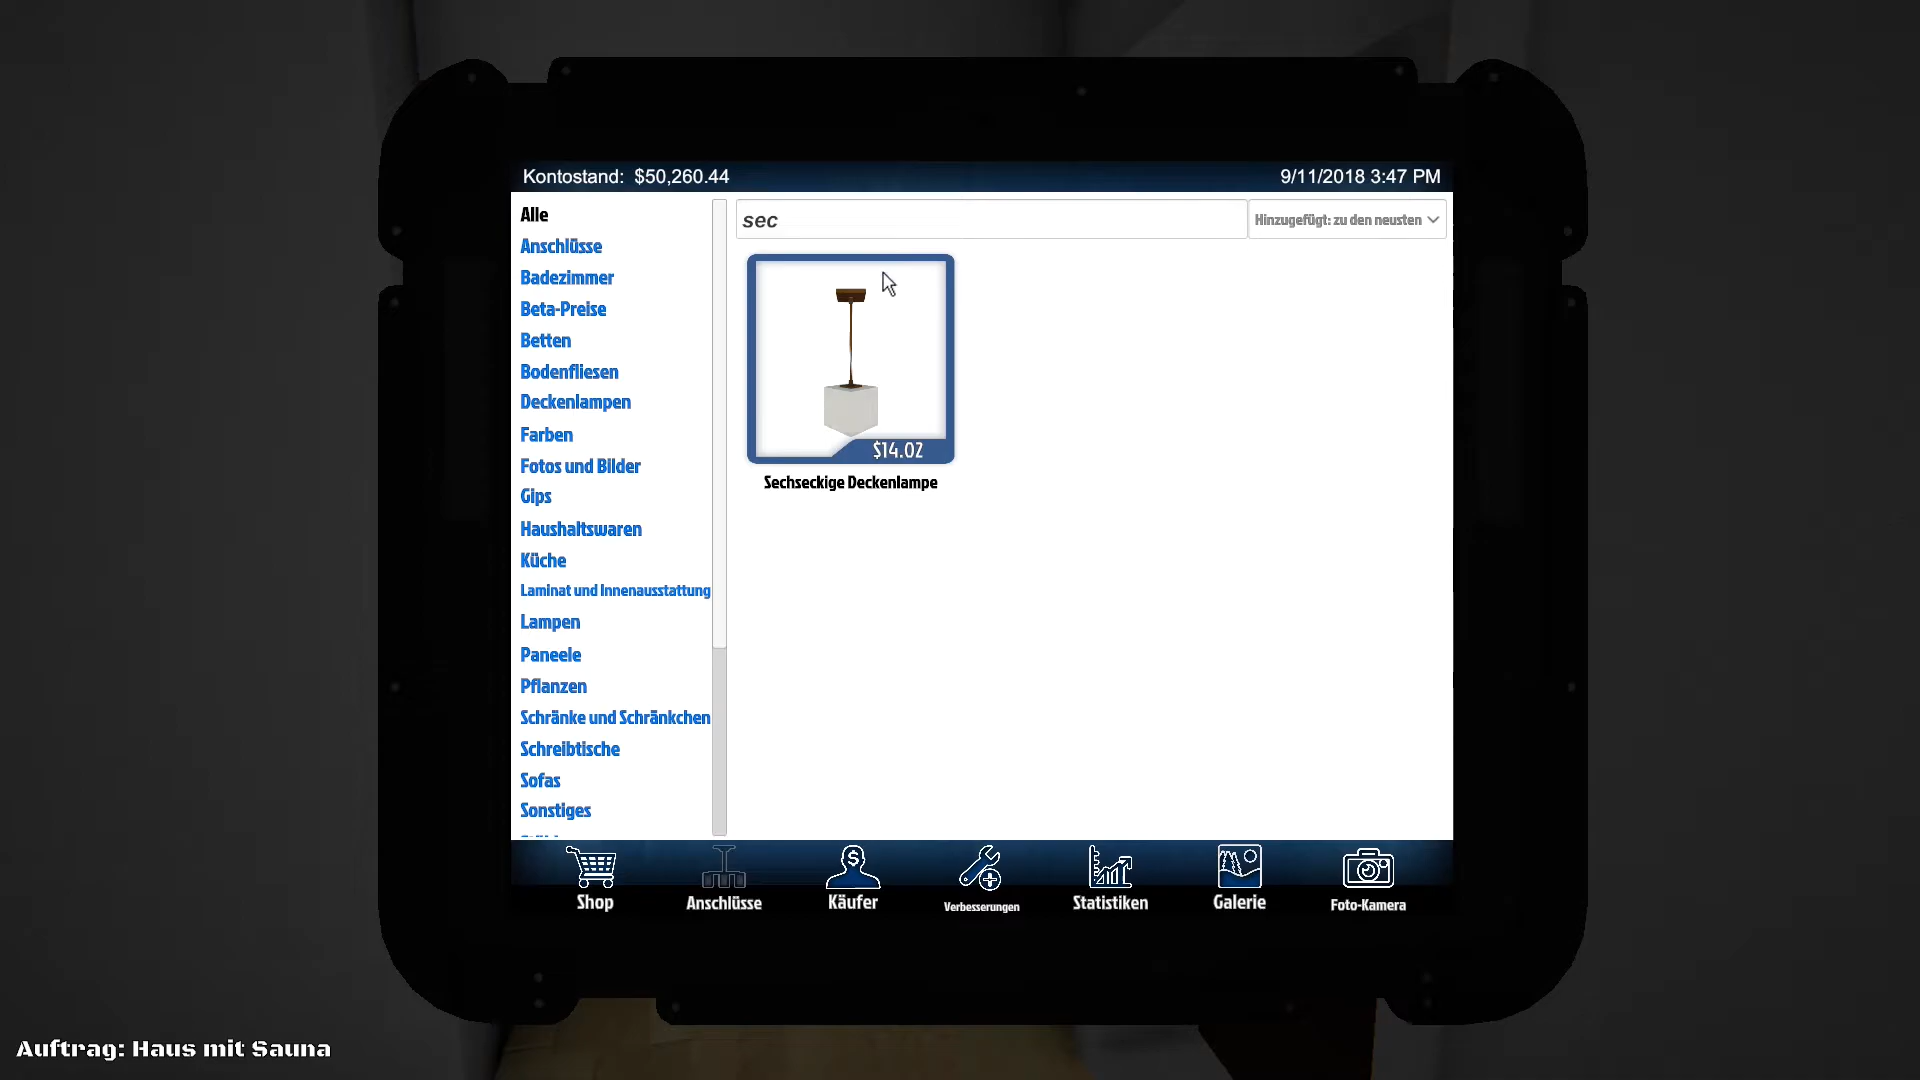 Kontostand: $50,260.44
9/11/2018 3:47 PM
Alle
Anschlüsse
Badezimmer
Beta-Preise
Betten
Bodenfliesen
Deckenlampen
Farben
Fotos und Bilder
Gips
Haushaltswaren
Küche
Laminat und Innenausstattung
Lampen
Paneele
Pflanzen
Schränke und Schränkchen
Schreibtische
Sofas
Sonstiges
sec
Hinzugefügt: zu den neusten
$14.02
Sechseckige Deckenlampe
Shop
Anschlüsse
Käufer
Verbesserungen
Statistiken
Galerie
Foto-Kamera
Auftrag: Haus mit Sauna